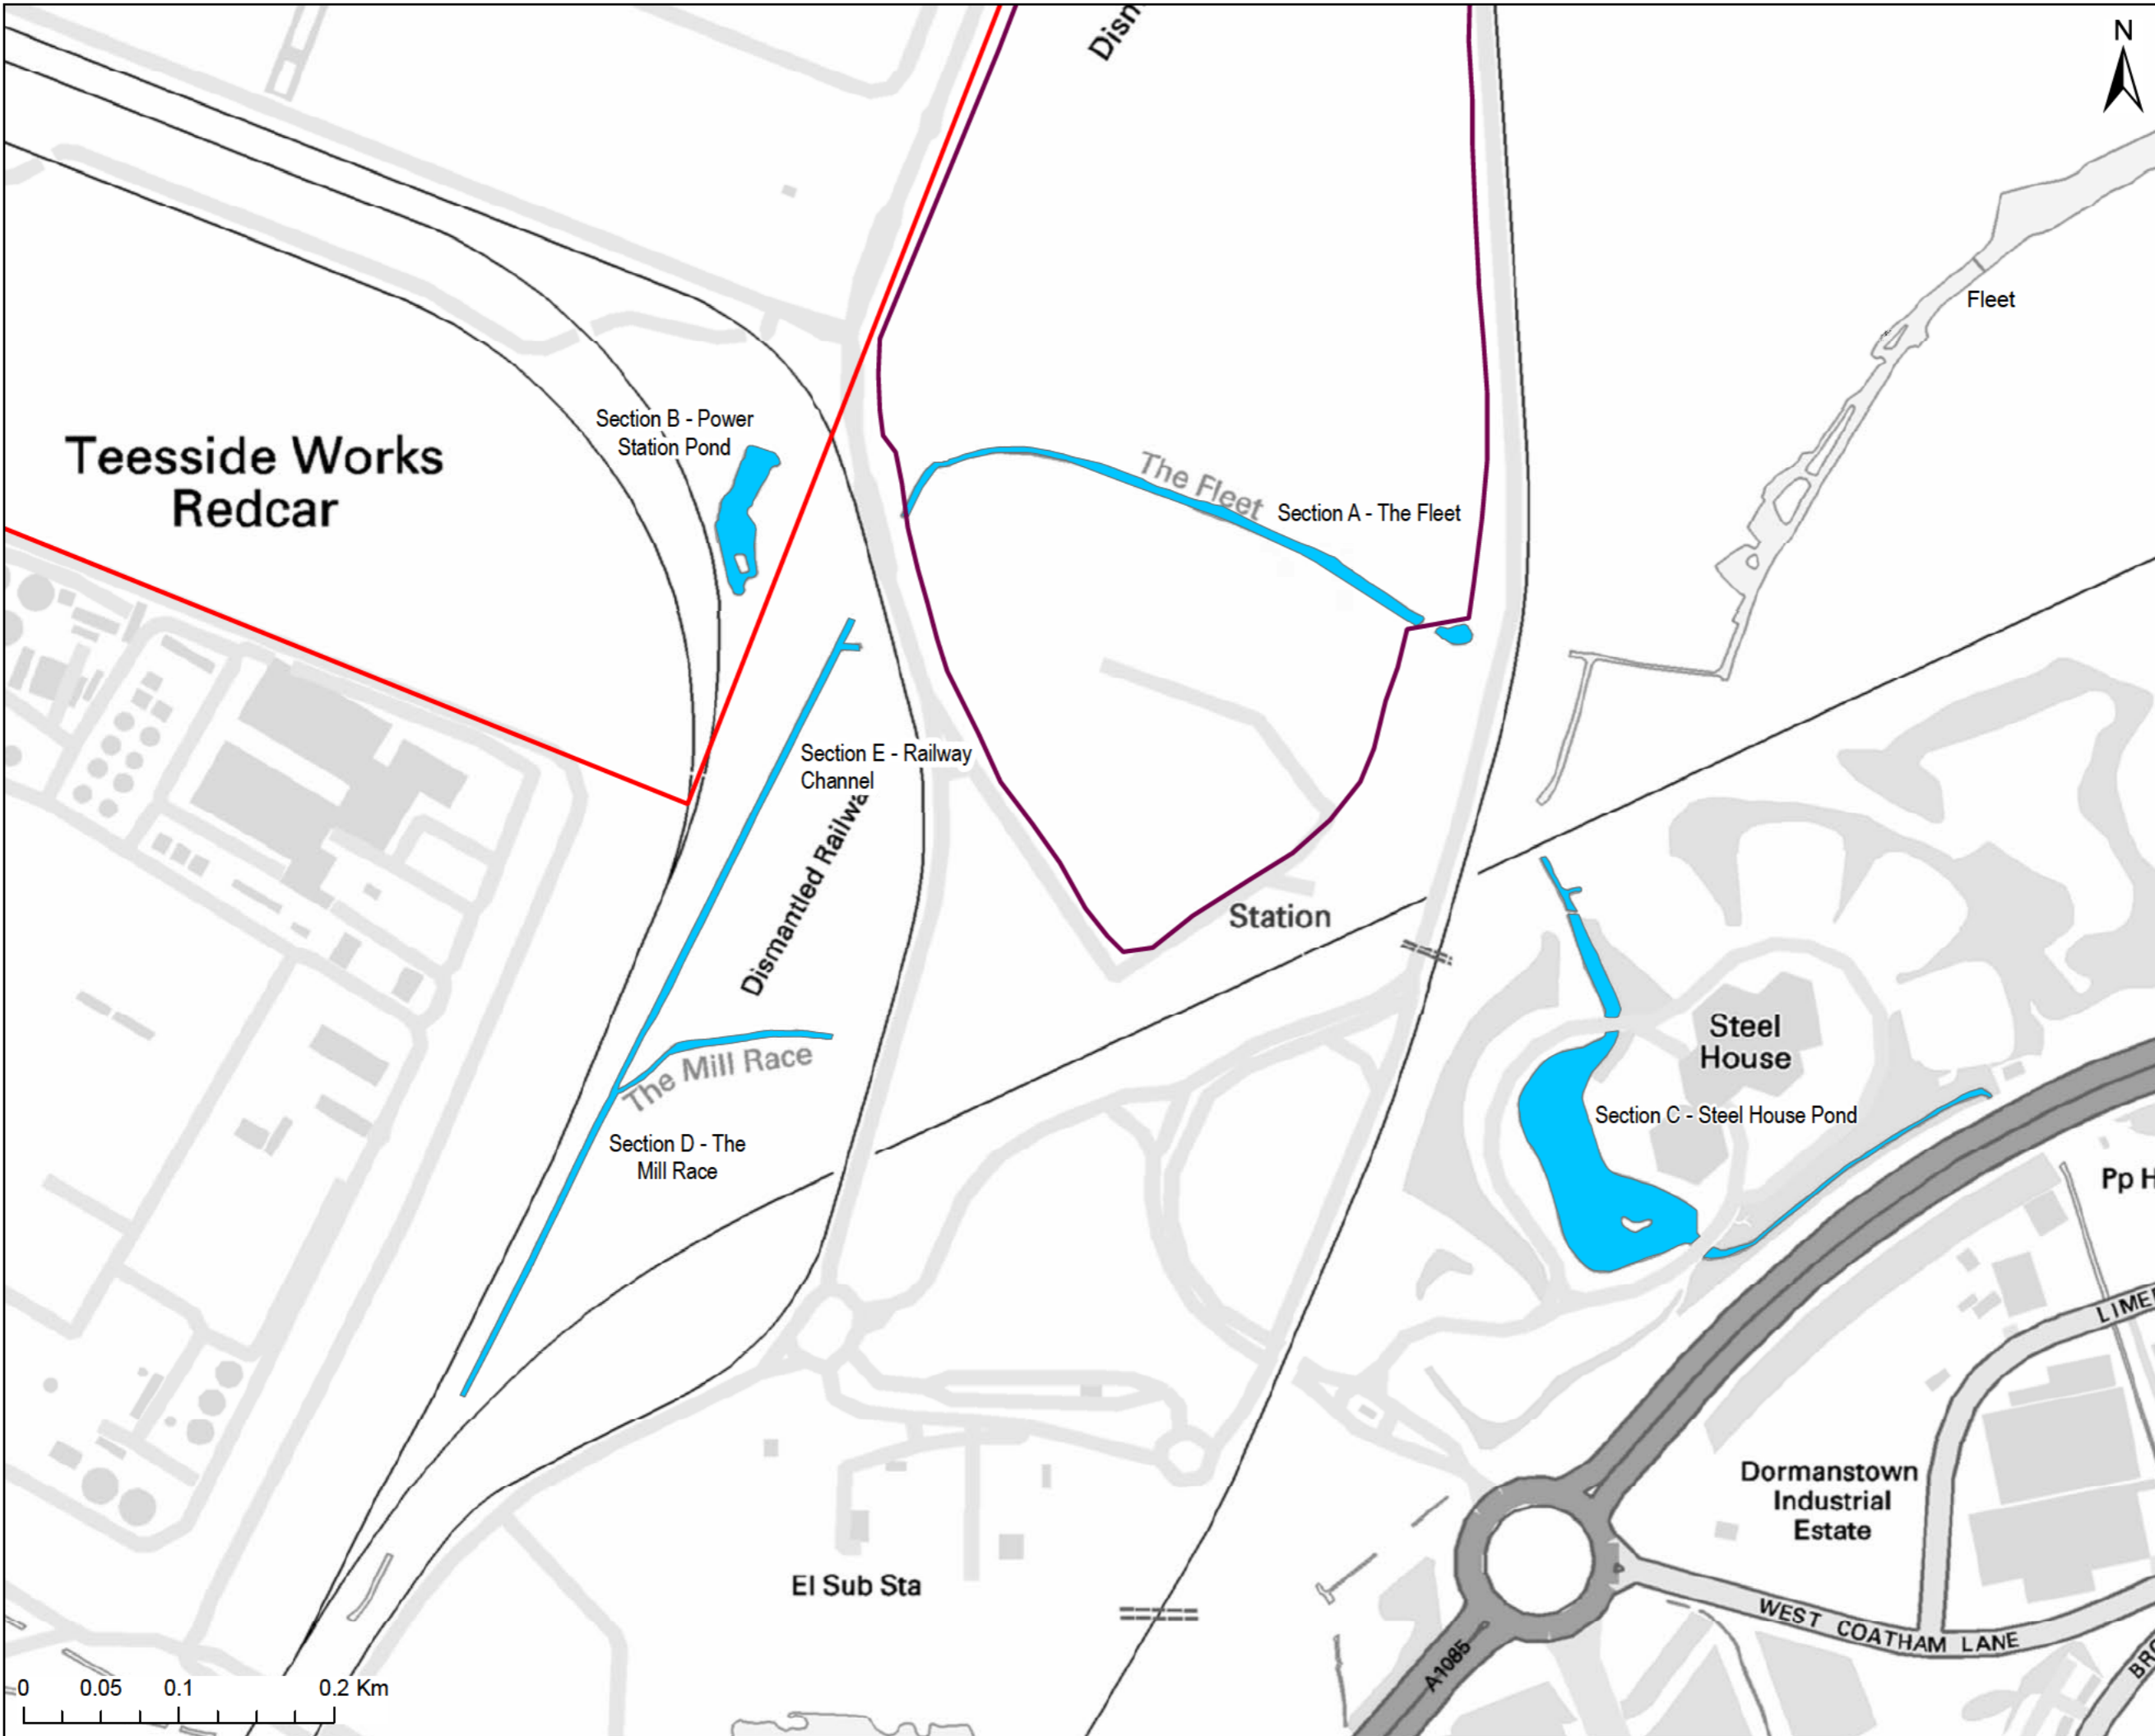 Disn
N
Fleet
Section B - Power
Station Pond
Teesside Works
Redcar
The Fleet
Section A - The Fleet
Section E - Railway
Channel
Dismantled Railwa
Station
Steel
House
The Mill Race
Section C - Steel House Pond
Section D - The
Mill Race
Pp H
LIME
Dormanstown
Industrial
Estate
El Sub Sta
WEST COATHAM LANE
A1085
BRO
0 0.05 0.1 0.2 Km